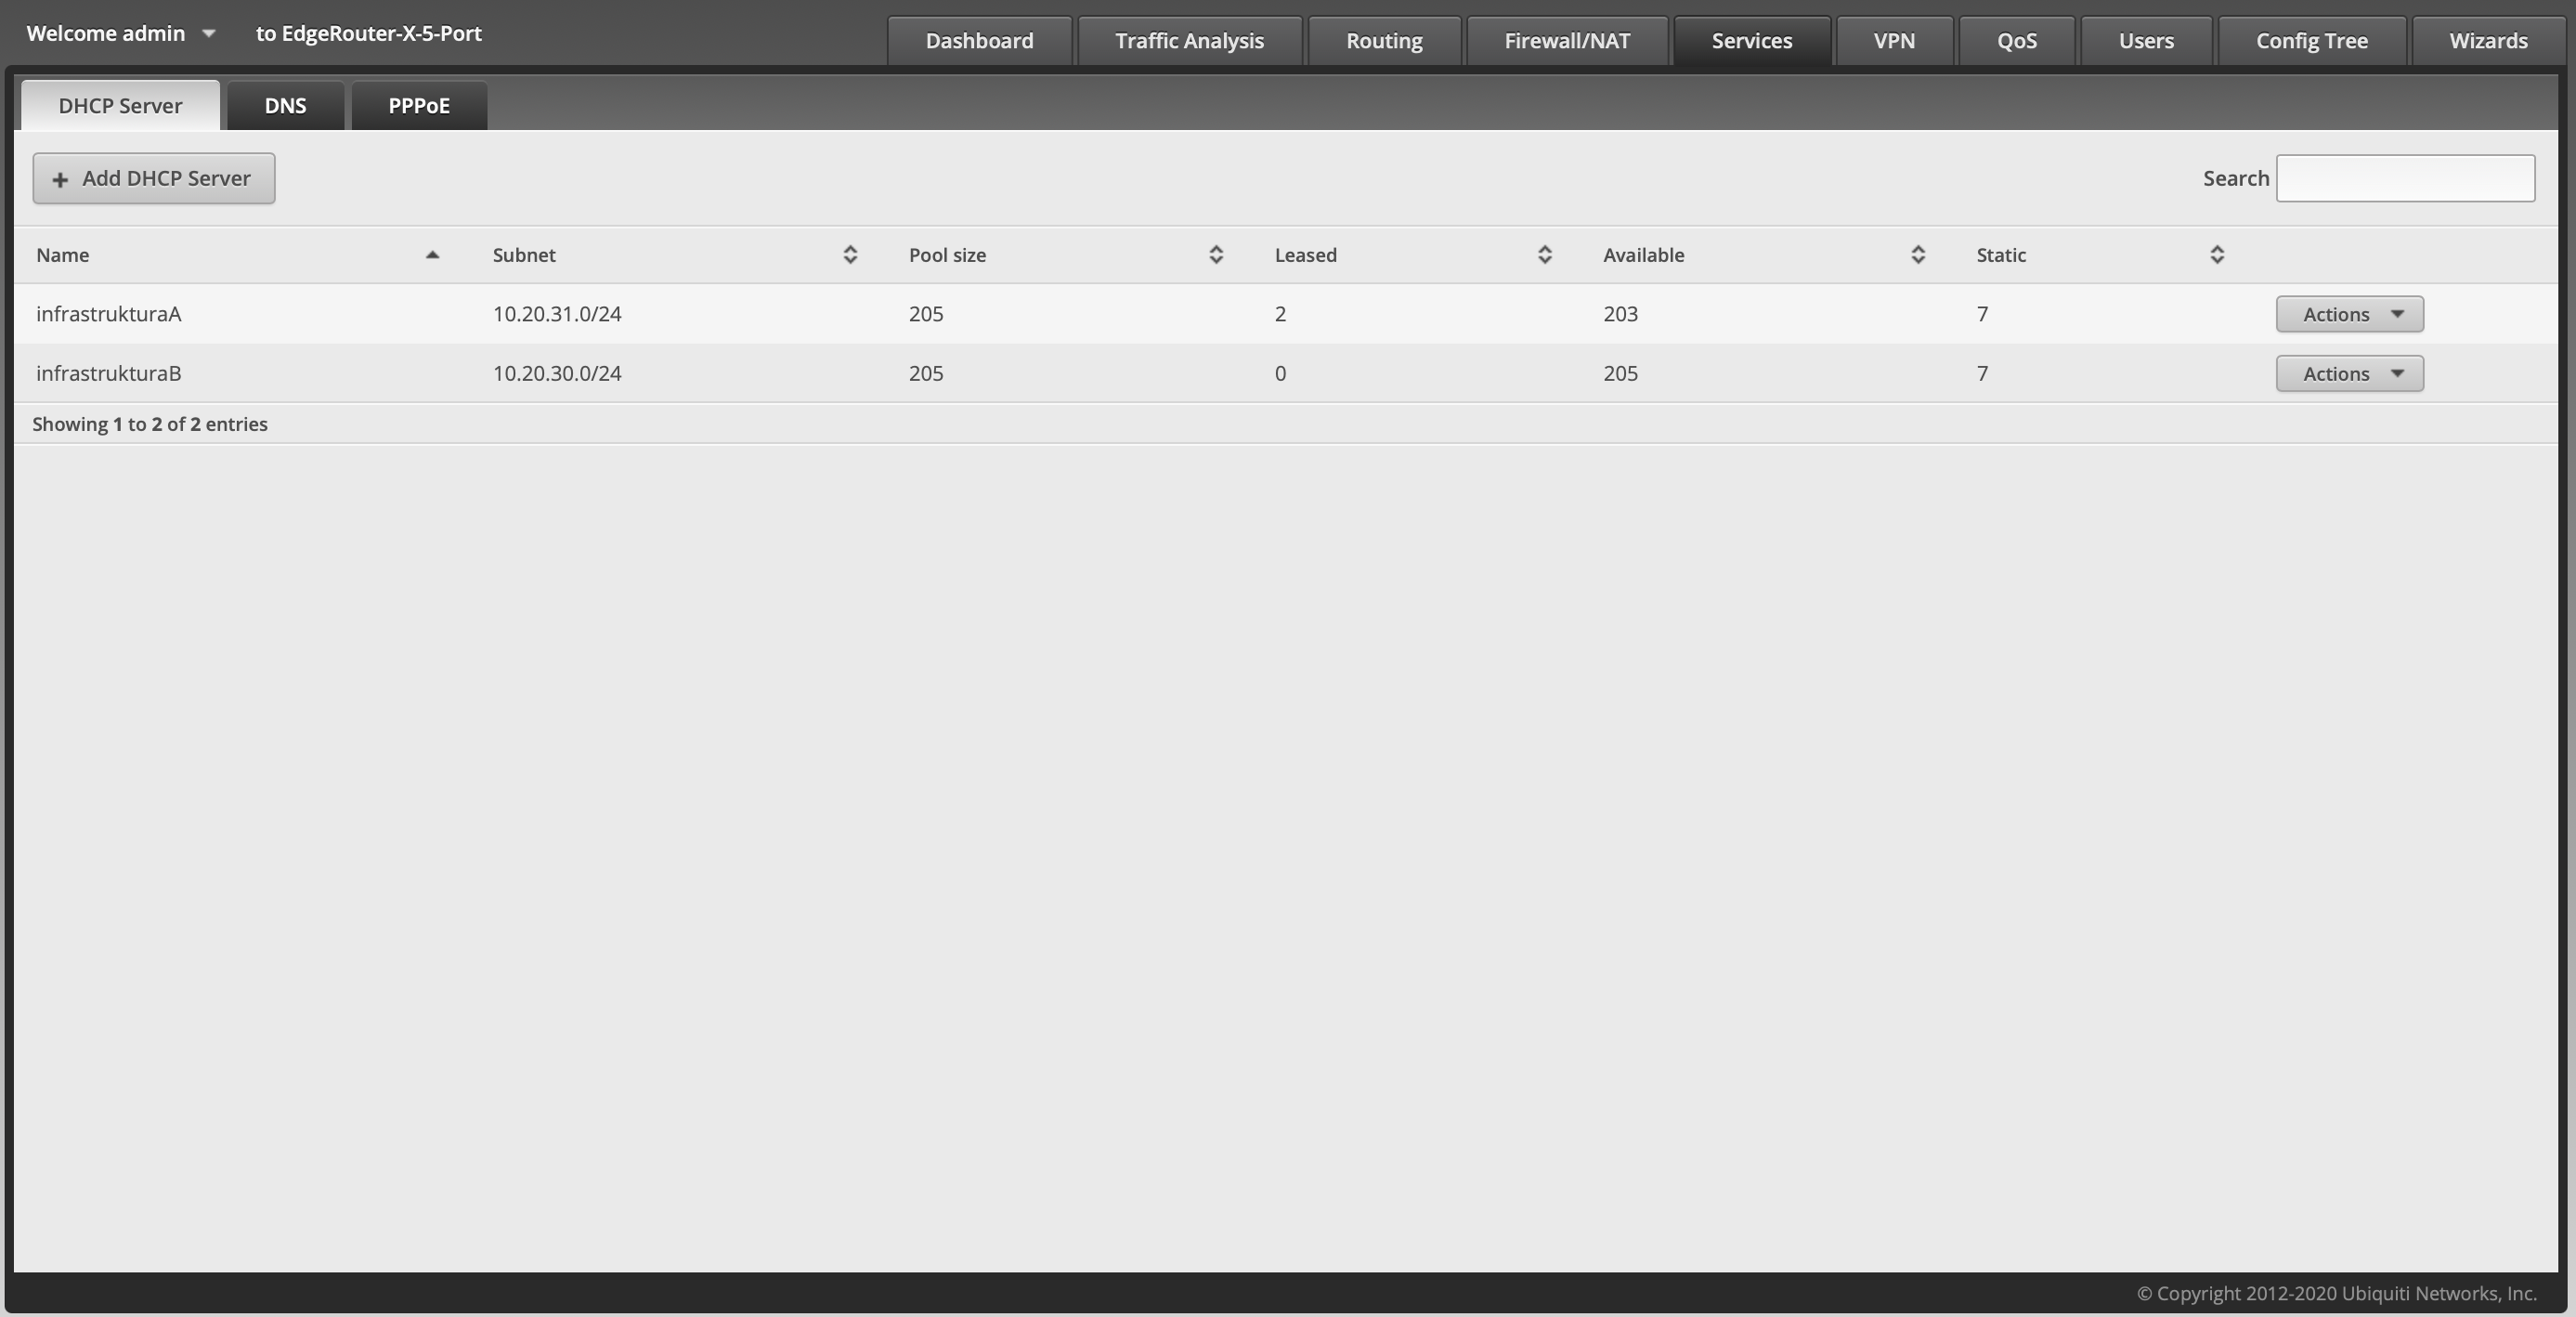 Welcome admin to EdgeRouter-X-5-Port Dashboard Traffic Analysis Routing Firewall/NAT Services VPN QoS Users Config Tree Wizards
DHCP Server DNS PPPoE
+ Add DHCP Server Search
Name Subnet Pool size Leased Available Static
infrastrukturaA 10.20.31.0/24 205 2 203 7 Actions
infrastrukturaB 10.20.30.0/24 205 0 205 7 Actions
Showing 1 to 2 of 2 entries
© Copyright 2012-2020 Ubiquiti Networks, Inc.